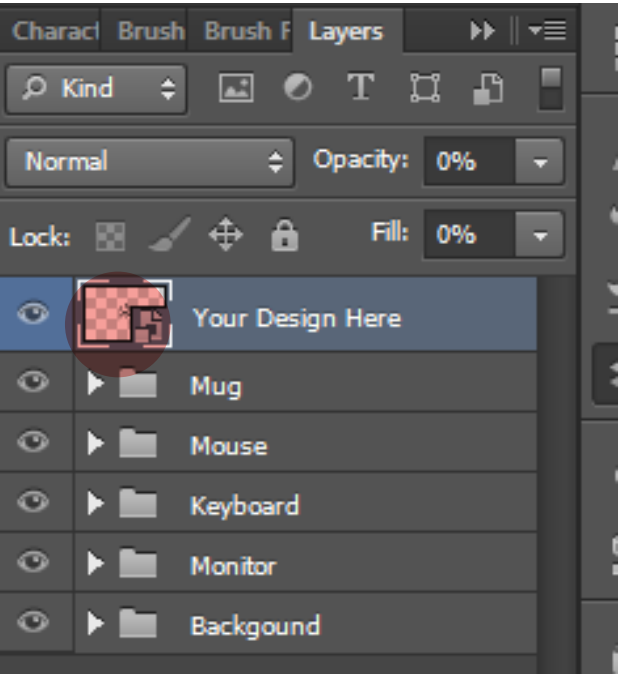 Charact Brush Brush F Layers
Kind T
Normal Opacity: 0%
Lock: Fill: 0%
Your Design Here
Mug
Mouse
Keyboard
Monitor
Backgound